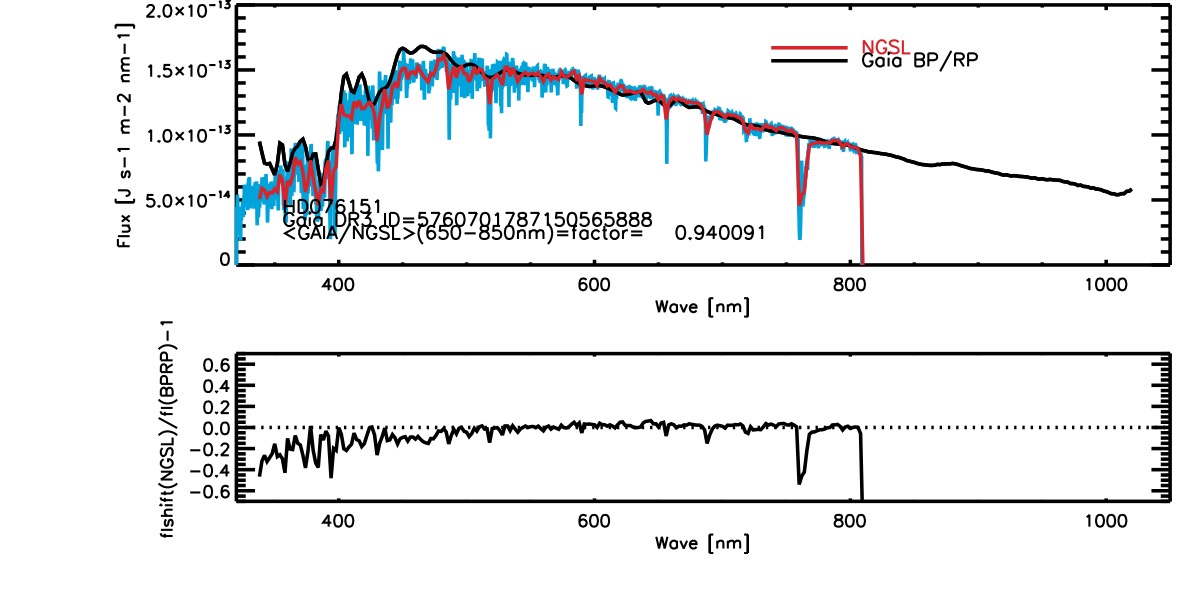 2.0×10−13
1.5×10−13
1.0×10−13
5.0×10−14
0
Flux [J s−1 m−2 nm−1]
NGSL
Gaia BP/RP
HD076151
Gaia DR3 ID=5760701787150565888
<GAIA/NGSL>(650−850nm)=factor= 0.940091
400 600 800 1000
Wave [nm]
flshift(NGSL)/fl(BPRP)−1
0.6
0.4
0.2
0.0
−0.2
−0.4
−0.6
400 600 800 1000
Wave [nm]